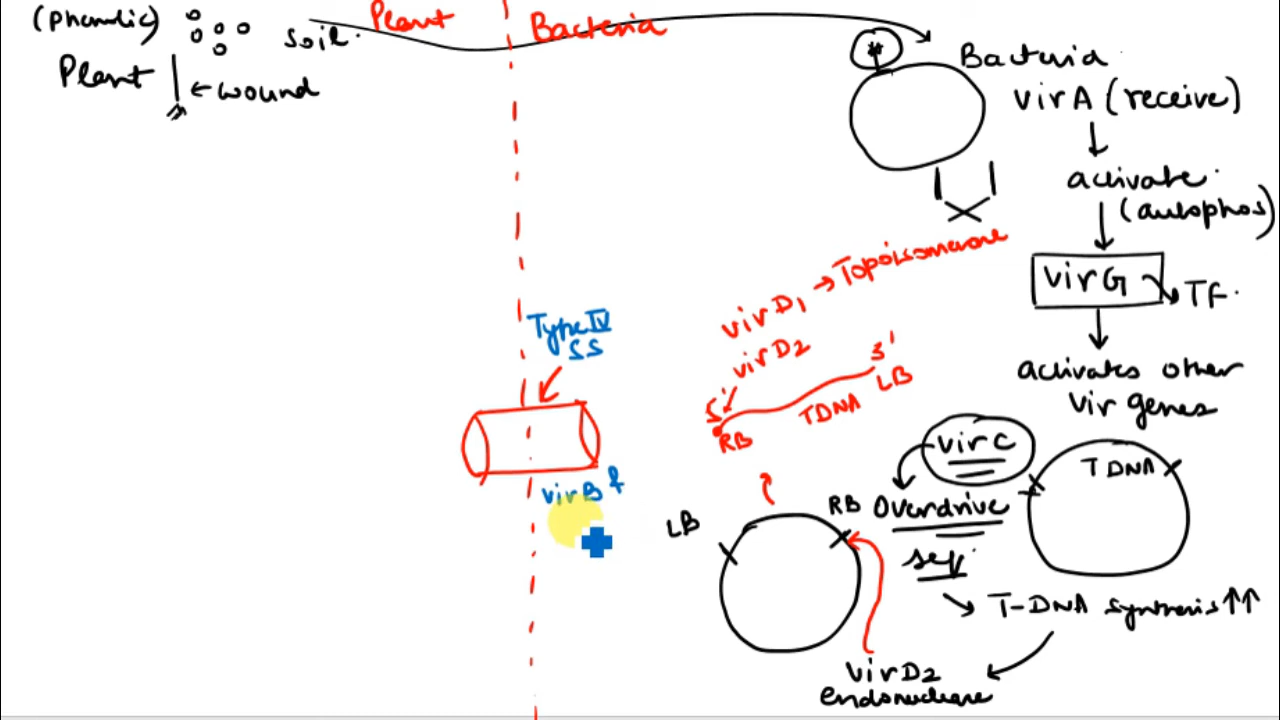 (phenolic)
soil.
Plant
← wound
Plant
Bacteria
*
Bacteria
virA (receive)
activate.
(autophos)
virG
TF.
activates other
vir genes
virD1 → Topoisomerase
virD2
5'
3'
RB
TDNA
LB
Type IV
SS
virB &
virC
Overdrive
seq.
TDNA
T-DNA synthesis ↑↑
LB
RB
virD2
endonuclease